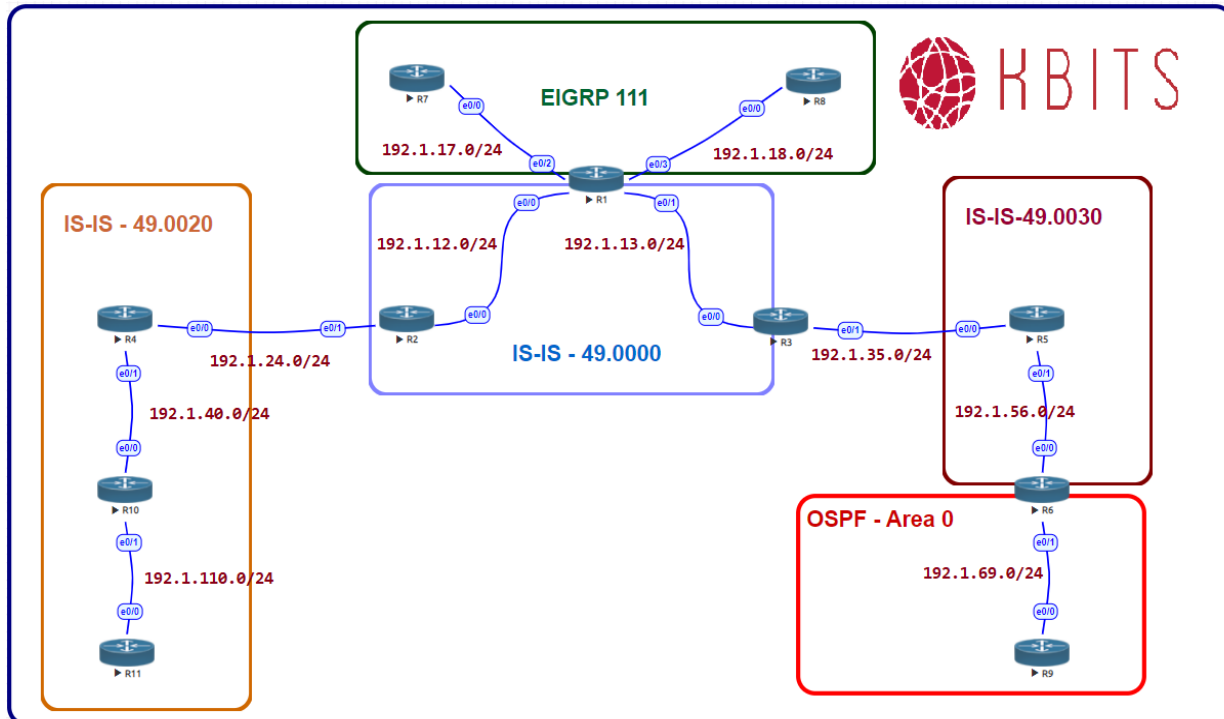 EIGRP 111
KBITS
R7
R8
e0/0
e0/0
192.1.17.0/24
192.1.18.0/24
e0/2
e0/3
R1
IS-IS - 49.0020
IS-IS-49.0030
e0/0
e0/1
192.1.12.0/24
192.1.13.0/24
R4
e0/0
e0/1
R2
e0/0
e0/0
R3
e0/1
e0/0
R5
192.1.24.0/24
IS-IS - 49.0000
192.1.35.0/24
e0/1
e0/1
192.1.40.0/24
192.1.56.0/24
e0/0
e0/0
R10
R6
OSPF - Area 0
e0/1
e0/1
192.1.110.0/24
192.1.69.0/24
e0/0
e0/0
R11
R9